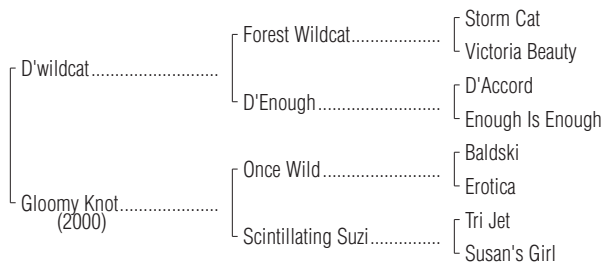 Storm Cat
Forest Wildcat....................
Victoria Beauty
D'wildcat............................
D'Accord
D'Enough...........................
Enough Is Enough
Baldski
Once Wild..........................
Erotica
Gloomy Knot......................
(2000)
Tri Jet
Scintillating Suzi...............
Susan's Girl